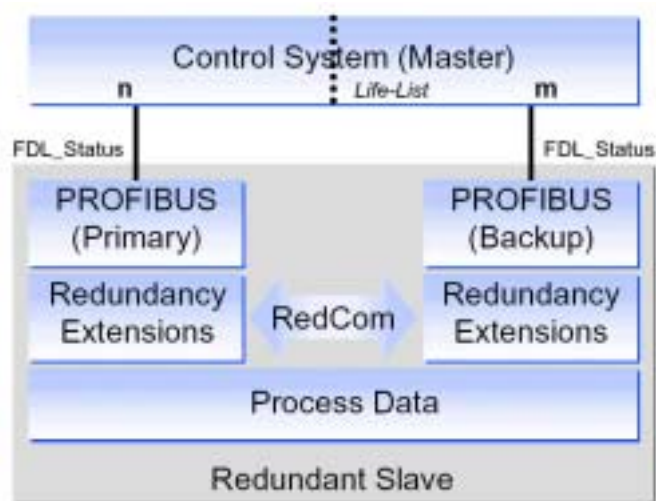 Control System (Master)
n Life-List m
FDL_Status FDL_Status
PROFIBUS
(Primary)
PROFIBUS
(Backup)
Redundancy
Extensions
RedCom
Redundancy
Extensions
Process Data
Redundant Slave